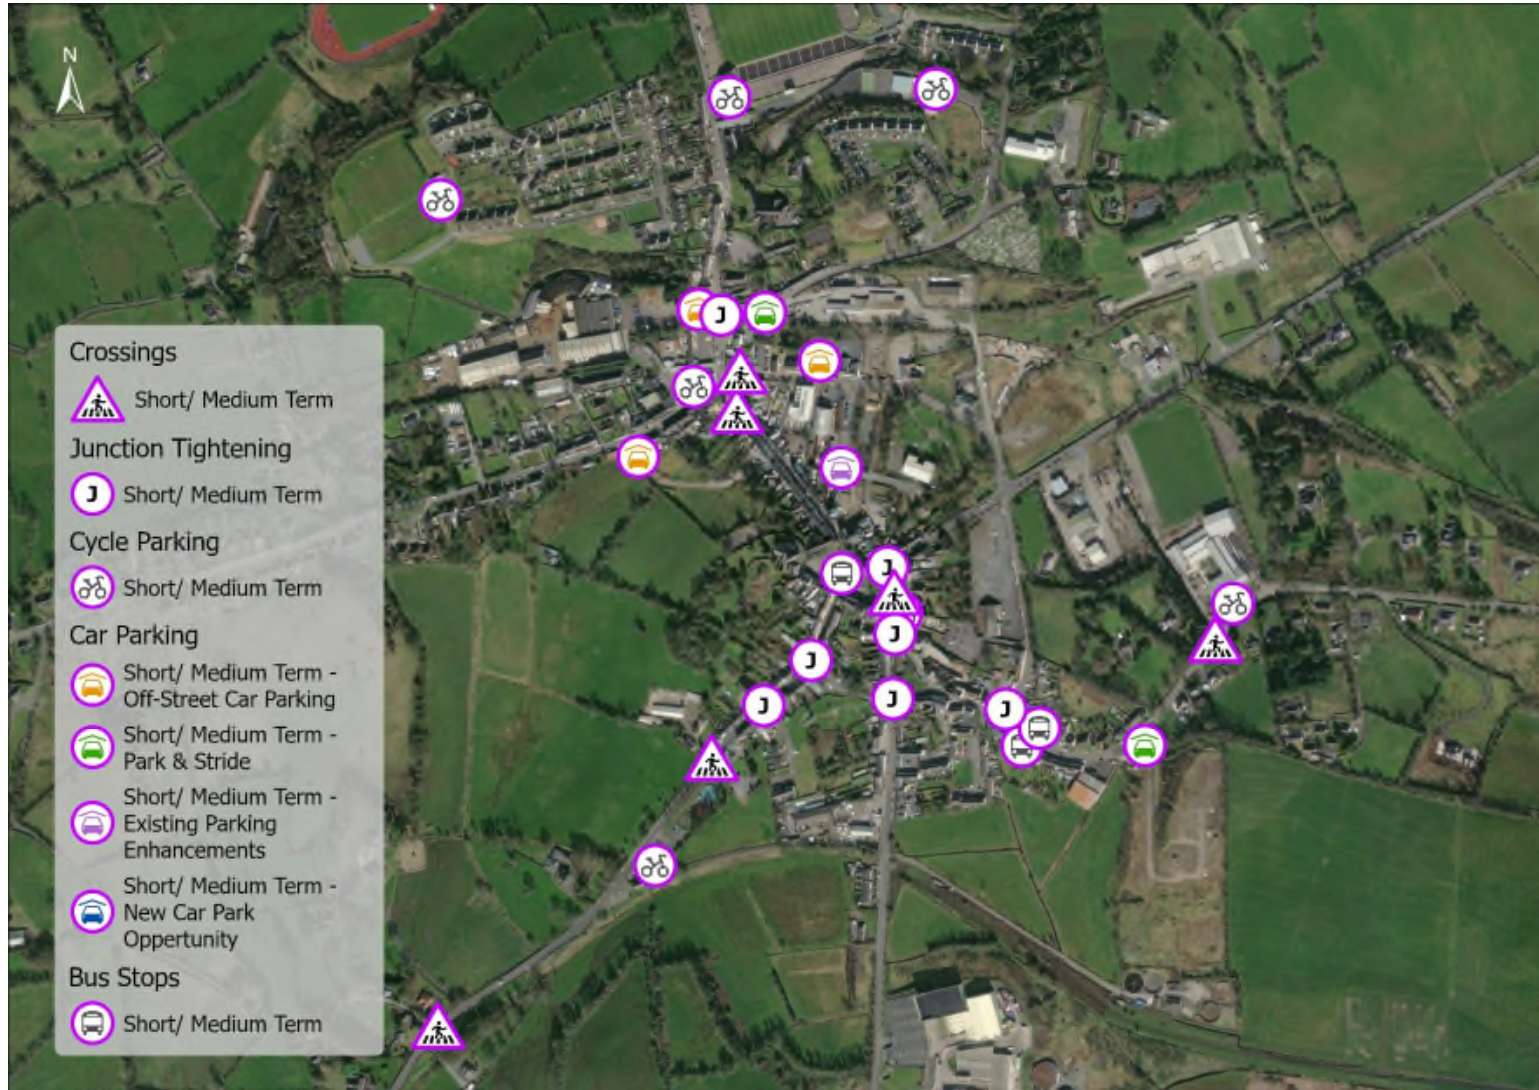 N
Crossings
Short/ Medium Term
Junction Tightening
J Short/ Medium Term
Cycle Parking
Short/ Medium Term
Car Parking
Short/ Medium Term -
Off-Street Car Parking
Short/ Medium Term -
Park & Stride
Short/ Medium Term -
Existing Parking
Enhancements
Short/ Medium Term -
New Car Park
Oppertunity
Bus Stops
Short/ Medium Term
J
J
J
J
J
J
J